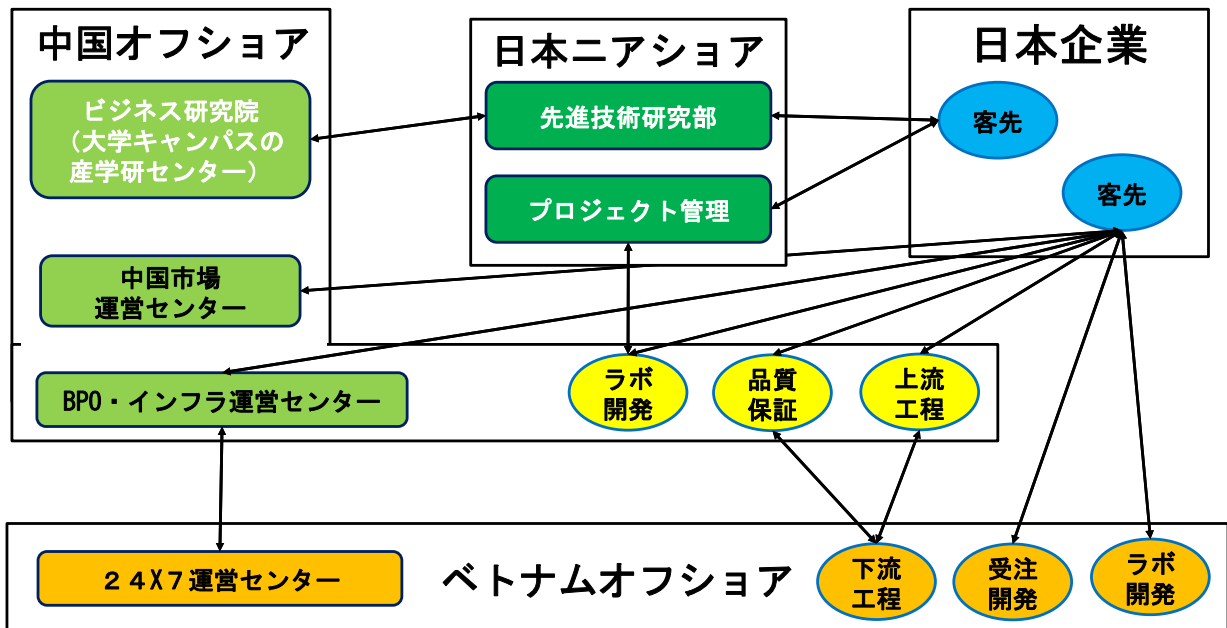 中国オフショア
ビジネス研究院
(大学キャンパスの
産学研センター)
中国市場
運営センター
BPO・インフラ運営センター
日本ニアショア
先進技術研究部
プロジェクト管理
日本企業
客先
客先
ラボ
開発
品質
保証
上流
工程
24X7運営センター
ベトナムオフショア
下流
工程
受注
開発
ラボ
開発